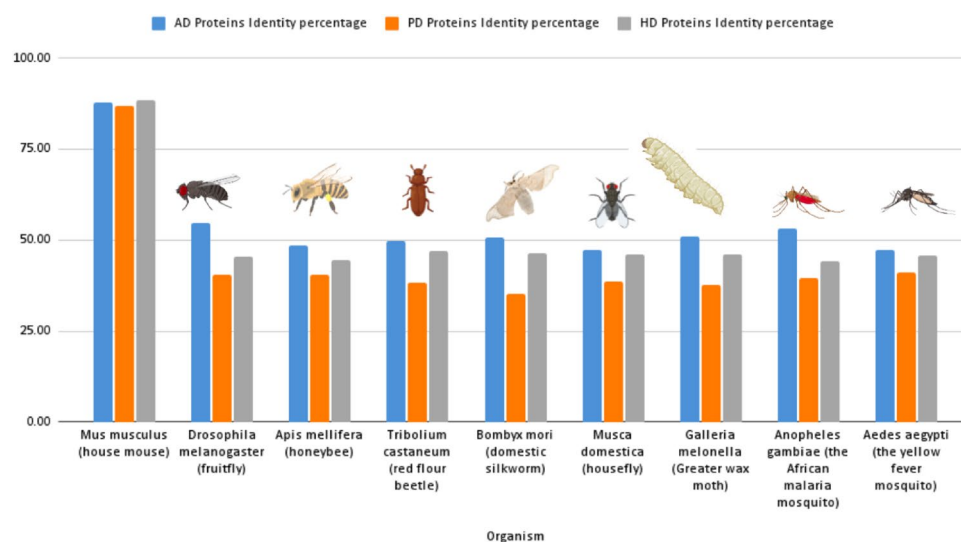 AD Proteins Identity percentage PD Proteins Identity percentage HD Proteins Identity percentage
100.00
75.00
50.00
25.00
0.00
Mus musculus
(house mouse)
Drosophila
melanogaster
(fruitfly)
Apis mellifera
(honeybee)
Tribolium
castaneum
(red flour
beetle)
Bombyx mori
(domestic
silkworm)
Musca
domestica
(housefly)
Galleria
melonella
(Greater wax
moth)
Anopheles
gambiae (the
African
malaria
mosquito)
Aedes aegypti
(the yellow
fever
mosquito)
Organism